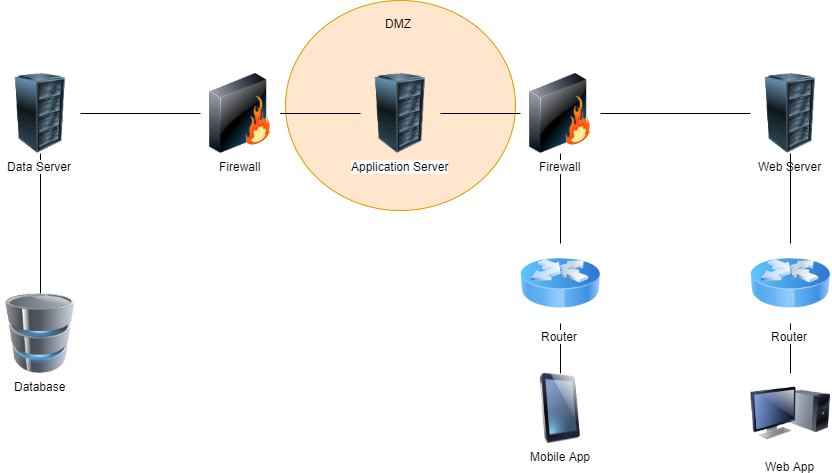 DMZ
Data Server
Firewall
Application Server
Firewall
Web Server
Router
Router
Database
Mobile App
Web App